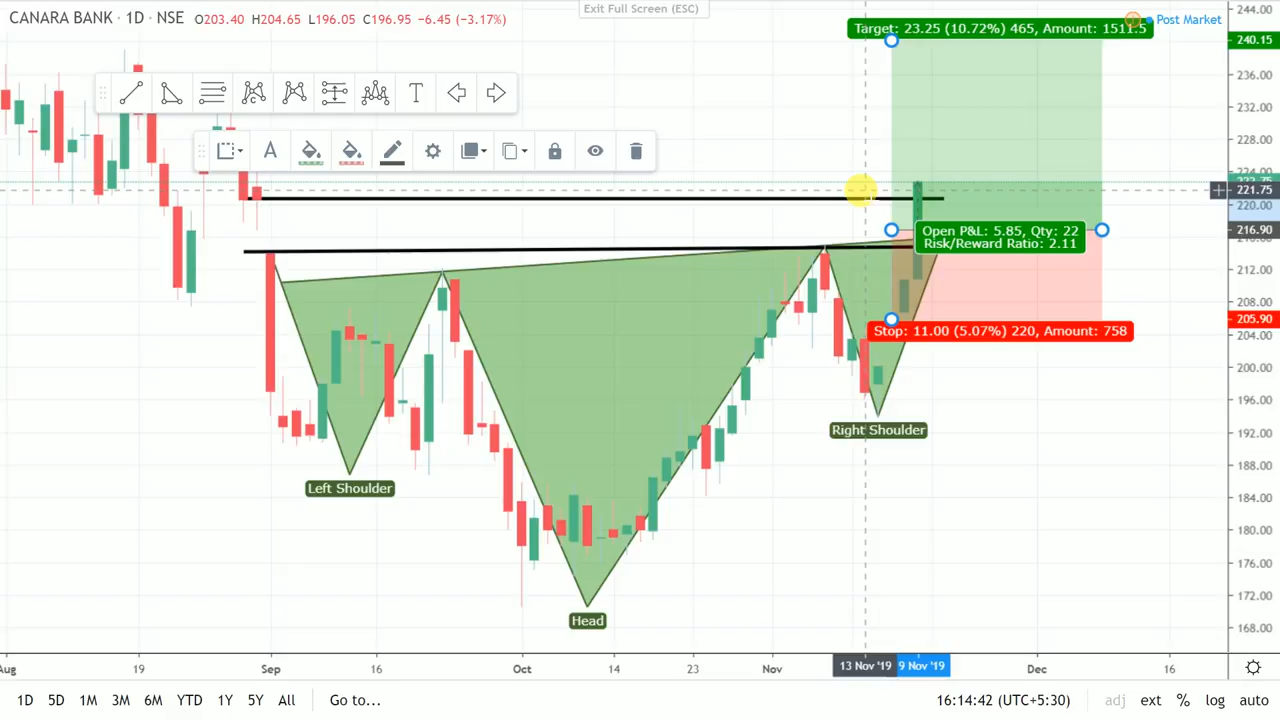 Exit Full Screen (ESC)
CANARA BANK · 1D · NSE O203.40 H204.65 L196.05 C196.95 −6.45 (−3.17%)
Post Market
Target: 23.25 (10.72%) 465, Amount: 1511.5
T
A
Open P&L: 5.85, Qty: 22
Risk/Reward Ratio: 2.11
Stop: 11.00 (5.07%) 220, Amount: 758
Right Shoulder
Left Shoulder
Head
244.00
240.15
236.00
232.00
228.00
224.00
221.75
220.00
216.90
212.00
208.00
205.90
204.00
200.00
196.00
192.00
188.00
184.00
180.00
176.00
172.00
168.00
Aug 19 Sep 16 Oct 14 23 Nov 13 Nov '19 9 Nov '19 Dec 16
1D 5D 1M 3M 6M YTD 1Y 5Y All Go to... 16:14:42 (UTC+5:30) adj ext % log auto